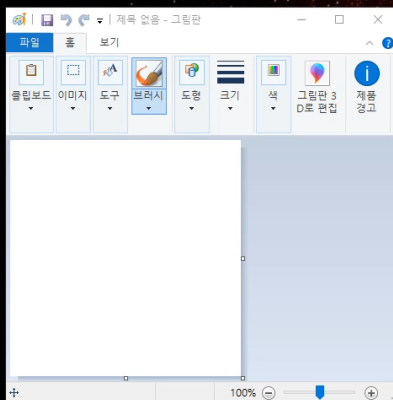 제목 없음 - 그림판
파일 홈 보기
클립보드 이미지 도구 브러시 도형 크기 색 그림판 3 제품
D로 편집 경고
100%